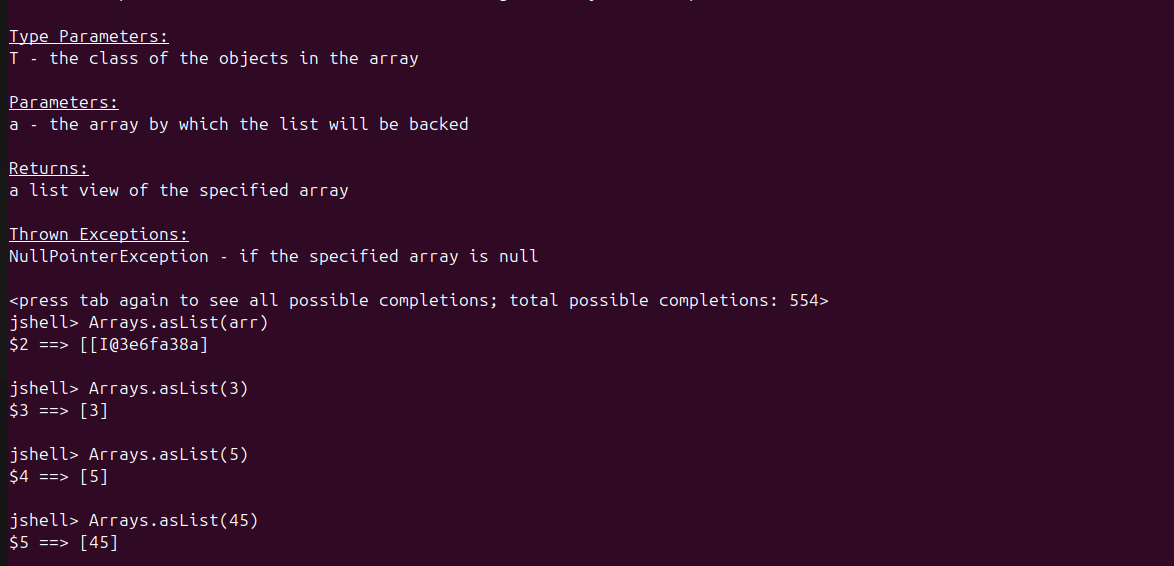 Type Parameters:
T - the class of the objects in the array
Parameters:
a - the array by which the list will be backed
Returns:
a list view of the specified array
Thrown Exceptions:
NullPointerException - if the specified array is null
<press tab again to see all possible completions; total possible completions: 554>
jshell> Arrays.asList(arr)
$2 ==> [[I@3e6fa38a]
jshell> Arrays.asList(3)
$3 ==> [3]
jshell> Arrays.asList(5)
$4 ==> [5]
jshell> Arrays.asList(45)
$5 ==> [45]